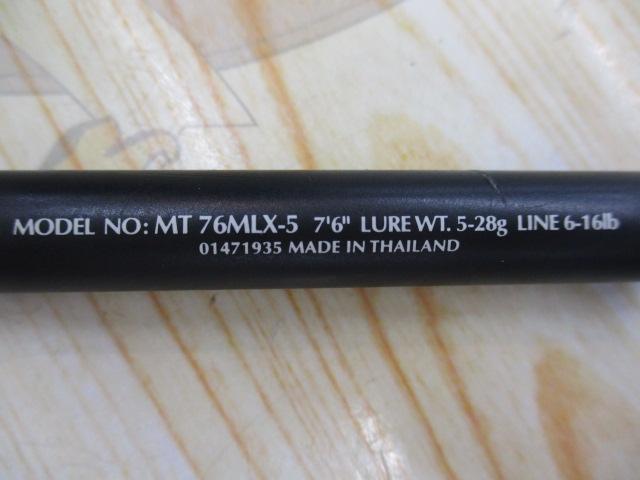 MODEL NO: MT 76MLX-5 7'6" LURE WT. 5-28g LINE 6-16lb
01471935 MADE IN THAILAND